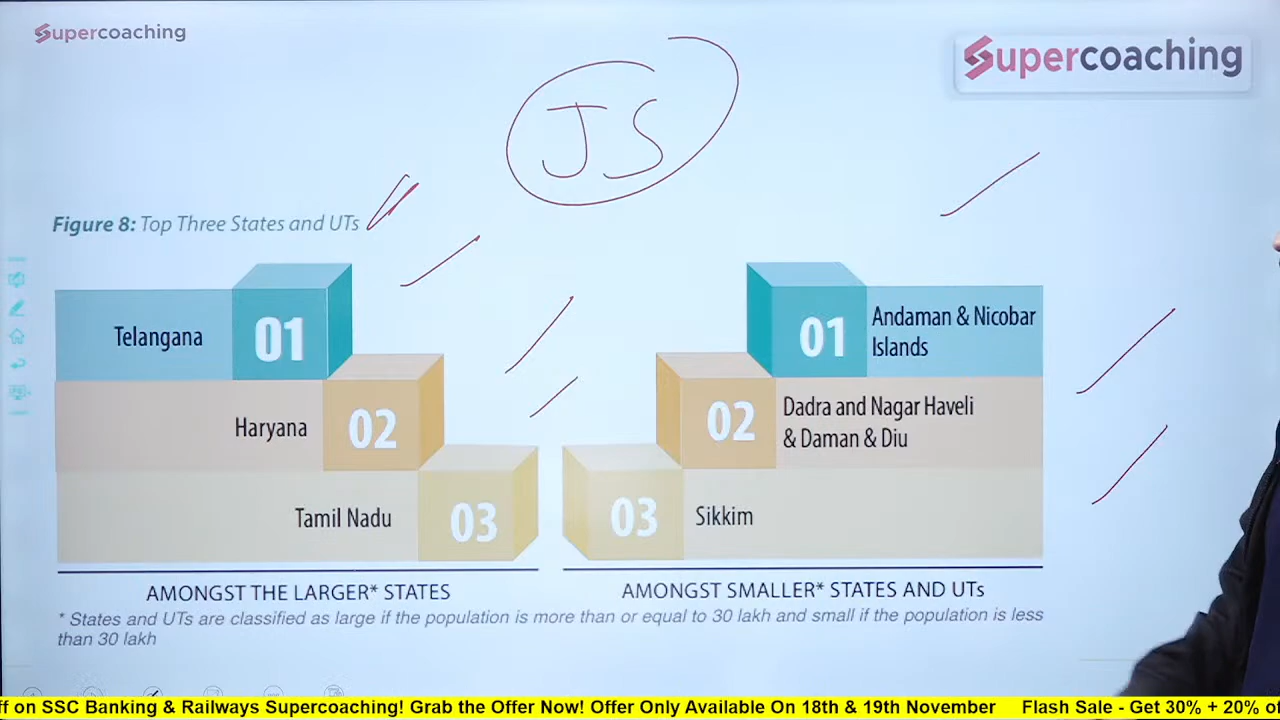 Supercoaching
Supercoaching
JS
Figure 8: Top Three States and UTs
Telangana 01
Haryana 02
Tamil Nadu 03
AMONGST THE LARGER* STATES
01 Andaman & Nicobar
Islands
02 Dadra and Nagar Haveli
& Daman & Diu
03 Sikkim
AMONGST SMALLER* STATES AND UTs
* States and UTs are classified as large if the population is more than or equal to 30 lakh and small if the population is less
than 30 lakh
ff on SSC Banking & Railways Supercoaching! Grab the Offer Now! Offer Only Available On 18th & 19th November Flash Sale - Get 30% + 20% o